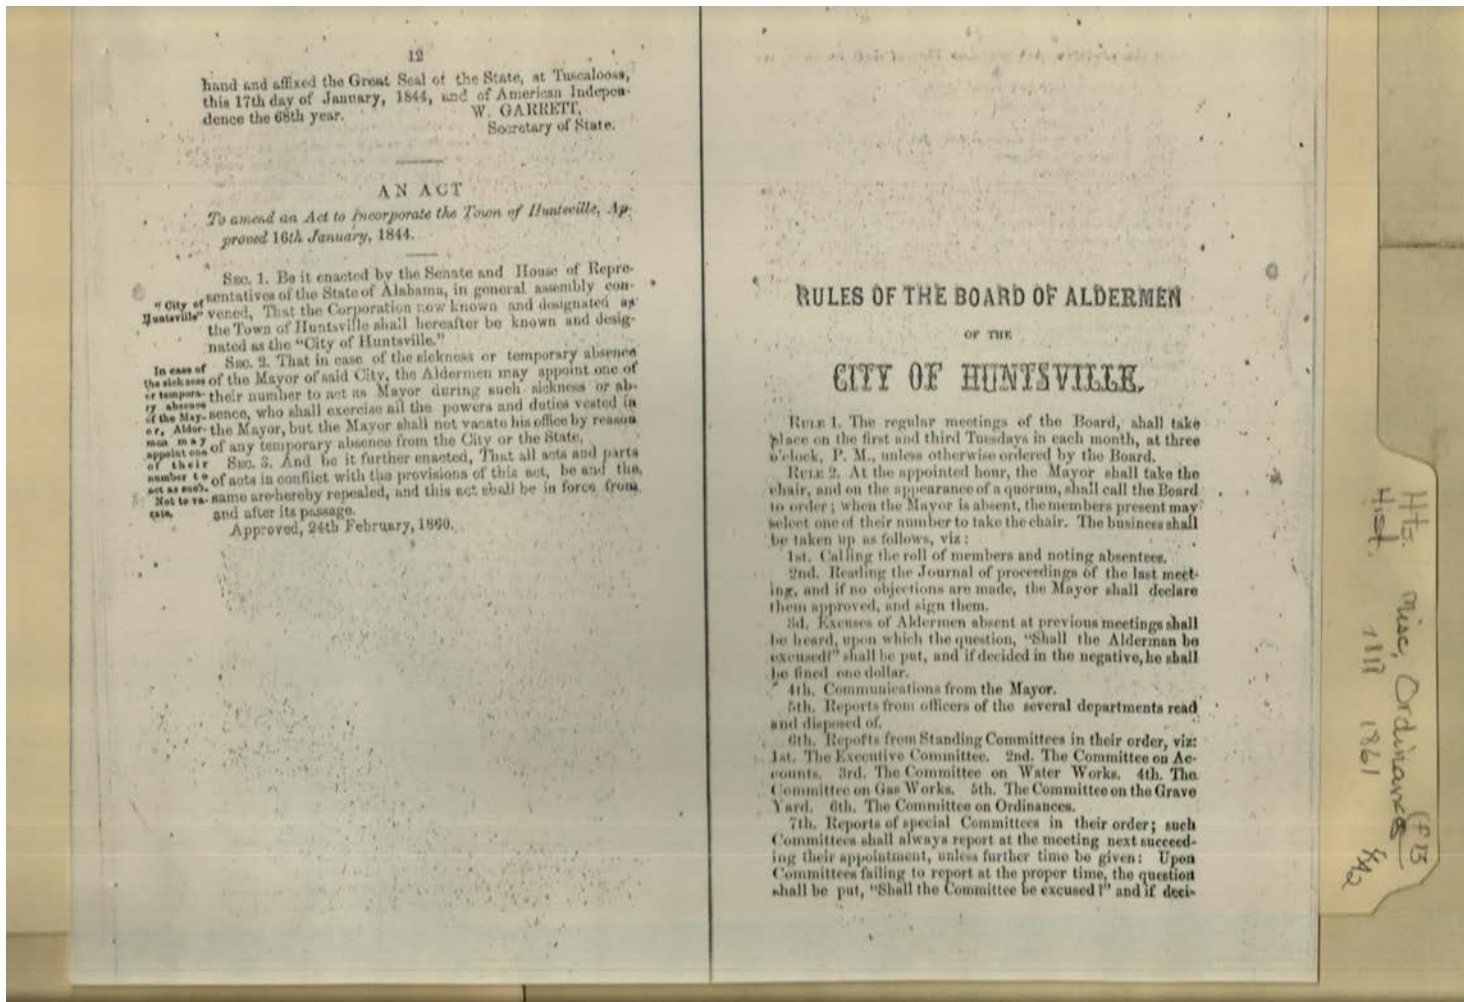 12
hand and affixed the Great Seal of the State, at Tuscaloosa,
this 17th day of January, 1844, and of American Indepen-
dence the 68th year.
W. GARRETT,
Secretary of State.
AN ACT
To amend an Act to Incorporate the Town of Huntsville, Ap-
proved 16th January, 1844.
SEC. 1. Be it enacted by the Senate and House of Repre-
sentatives of the State of Alabama, in general assembly con-
vened, That the Corporation now known and designated as
the Town of Huntsville shall hereafter be known and desig-
nated as the "City of Huntsville."
"City of
Huntsville"
SEC. 2. That in case of the sickness or temporary absence
of the Mayor of said City, the Aldermen may appoint one of
their number to act as Mayor during such sickness or ab-
sence, who shall exercise all the powers and duties vested in
the Mayor, but the Mayor shall not vacate his office by reason
of any temporary absence from the City or the State.
In case of
the sickness
or tempora-
ry absence
of the May-
or, Alder-
men may
appoint one
of their
number to
act as such.
Not to va-
cate.
SEC. 3. And be it further enacted, That all acts and parts
of acts in conflict with the provisions of this act, be and the
same are hereby repealed, and this act shall be in force from
and after its passage.
Approved, 24th February, 1860.
RULES OF THE BOARD OF ALDERMEN
OF THE
CITY OF HUNTSVILLE.
RULE 1. The regular meetings of the Board, shall take
place on the first and third Tuesdays in each month, at three
o'clock, P. M., unless otherwise ordered by the Board.
RULE 2. At the appointed hour, the Mayor shall take the
chair, and on the appearance of a quorum, shall call the Board
to order; when the Mayor is absent, the members present may
select one of their number to take the chair. The business shall
be taken up as follows, viz:
1st. Calling the roll of members and noting absentees.
2nd. Reading the Journal of proceedings of the last meet-
ing, and if no objections are made, the Mayor shall declare
them approved, and sign them.
3d. Excuses of Aldermen absent at previous meetings shall
be heard, upon which the question, "Shall the Alderman be
excused?" shall be put, and if decided in the negative, he shall
be fined one dollar.
4th. Communications from the Mayor.
5th. Reports from officers of the several departments read
and disposed of.
6th. Reports from Standing Committees in their order, viz:
1st. The Executive Committee. 2nd. The Committee on Ac-
counts. 3rd. The Committee on Water Works. 4th. The
Committee on Gas Works. 5th. The Committee on the Grave
Yard. 6th. The Committee on Ordinances.
7th. Reports of special Committees in their order; such
Committees shall always report at the meeting next succeed-
ing their appointment, unless further time be given: Upon
Committees failing to report at the proper time, the question
shall be put, "Shall the Committee be excused?" and if deci-
Hts. Misc. Ordinances
Hist. 1861